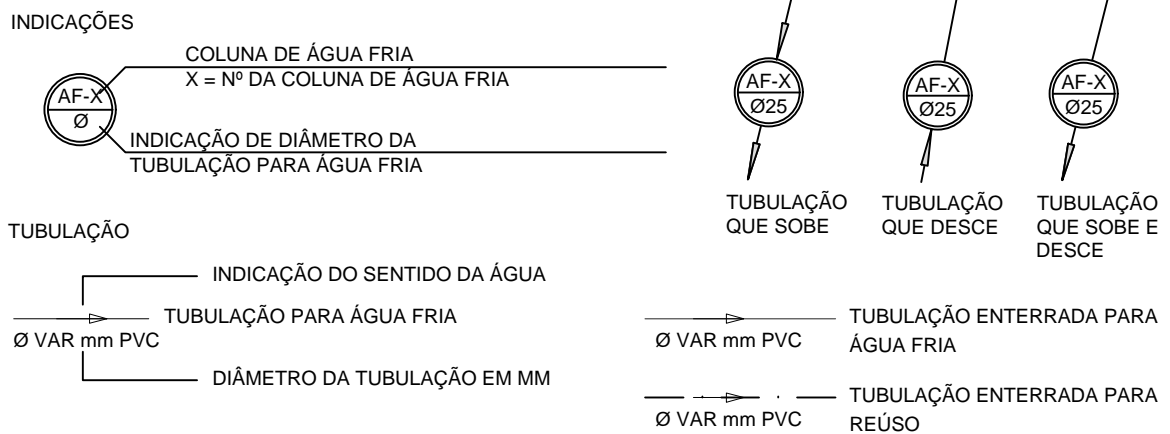 INDICAÇÕES
COLUNA DE ÁGUA FRIA
X = Nº DA COLUNA DE ÁGUA FRIA
AF-X
Ø
INDICAÇÃO DE DIÂMETRO DA
TUBULAÇÃO PARA ÁGUA FRIA
AF-X
Ø25
TUBULAÇÃO
QUE SOBE
AF-X
Ø25
TUBULAÇÃO
QUE DESCE
AF-X
Ø25
TUBULAÇÃO
QUE SOBE E
DESCE
TUBULAÇÃO
INDICAÇÃO DO SENTIDO DA ÁGUA
TUBULAÇÃO PARA ÁGUA FRIA
Ø VAR mm PVC
DIÂMETRO DA TUBULAÇÃO EM MM
TUBULAÇÃO ENTERRADA PARA
ÁGUA FRIA
Ø VAR mm PVC
TUBULAÇÃO ENTERRADA PARA
REÚSO
Ø VAR mm PVC